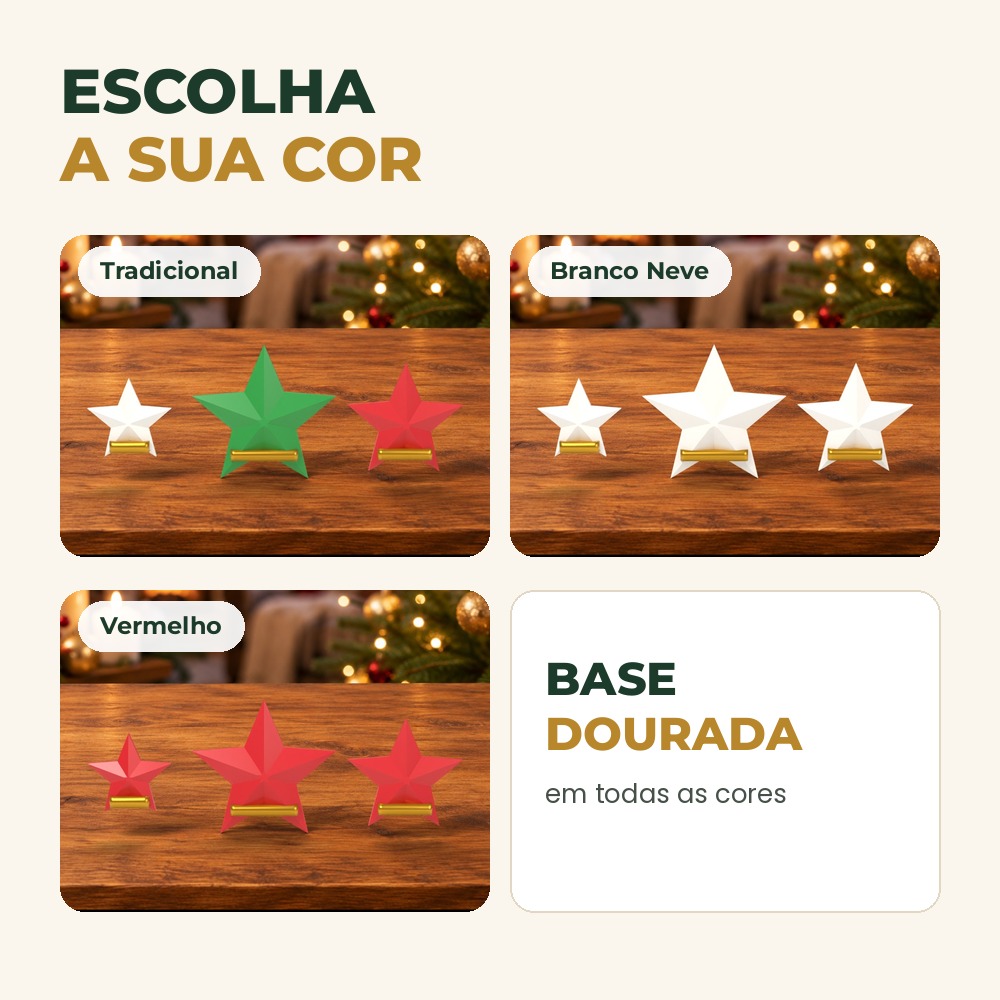 ESCOLHA
A SUA COR
Tradicional
Branco Neve
Vermelho
BASE
DOURADA
em todas as cores